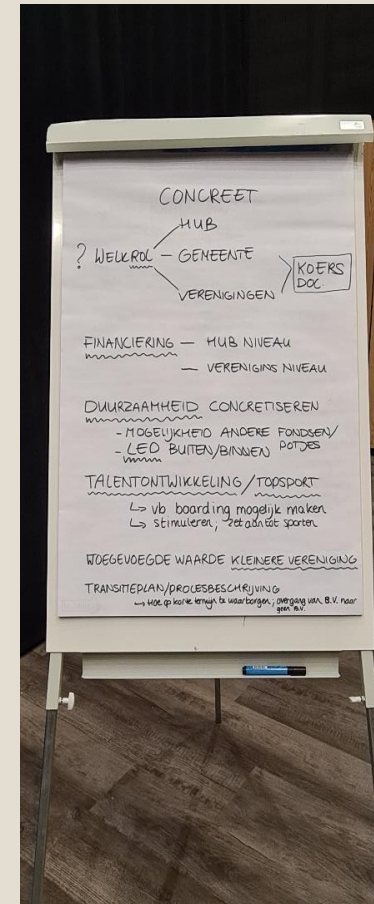 CONCREET
HUB
? WELKE ROL — GEMEENTE
VERENIGINGEN
KOERS
DOC.
FINANCIERING — HUB NIVEAU
— VERENIGINS NIVEAU
DUURZAAMHEID CONCRETISEREN
- MOGELIJKHEID ANDERE FONDSEN/
POTJES
- LED BUITEN/BINNEN
TALENTONTWIKKELING/TOPSPORT
↳ vb boarding mogelijk maken
↳ stimuleren; zet aan tot sporten
TOEGEVOEGDE WAARDE KLEINERE VERENIGING
TRANSITIEPLAN/PROCESBESCHRIJVING
↳ Hoe op korte termijn te waarborgen; overgang van B.V. naar
geen B.V.